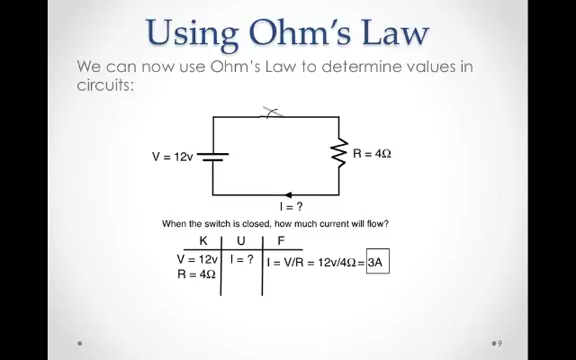 Using Ohm's Law
We can now use Ohm's Law to determine values in
circuits:
V = 12v
R = 4Ω
I = ?
When the switch is closed, how much current will flow?
K U F
V = 12v I = ? I = V/R = 12v/4Ω= 3A
R = 4Ω
9